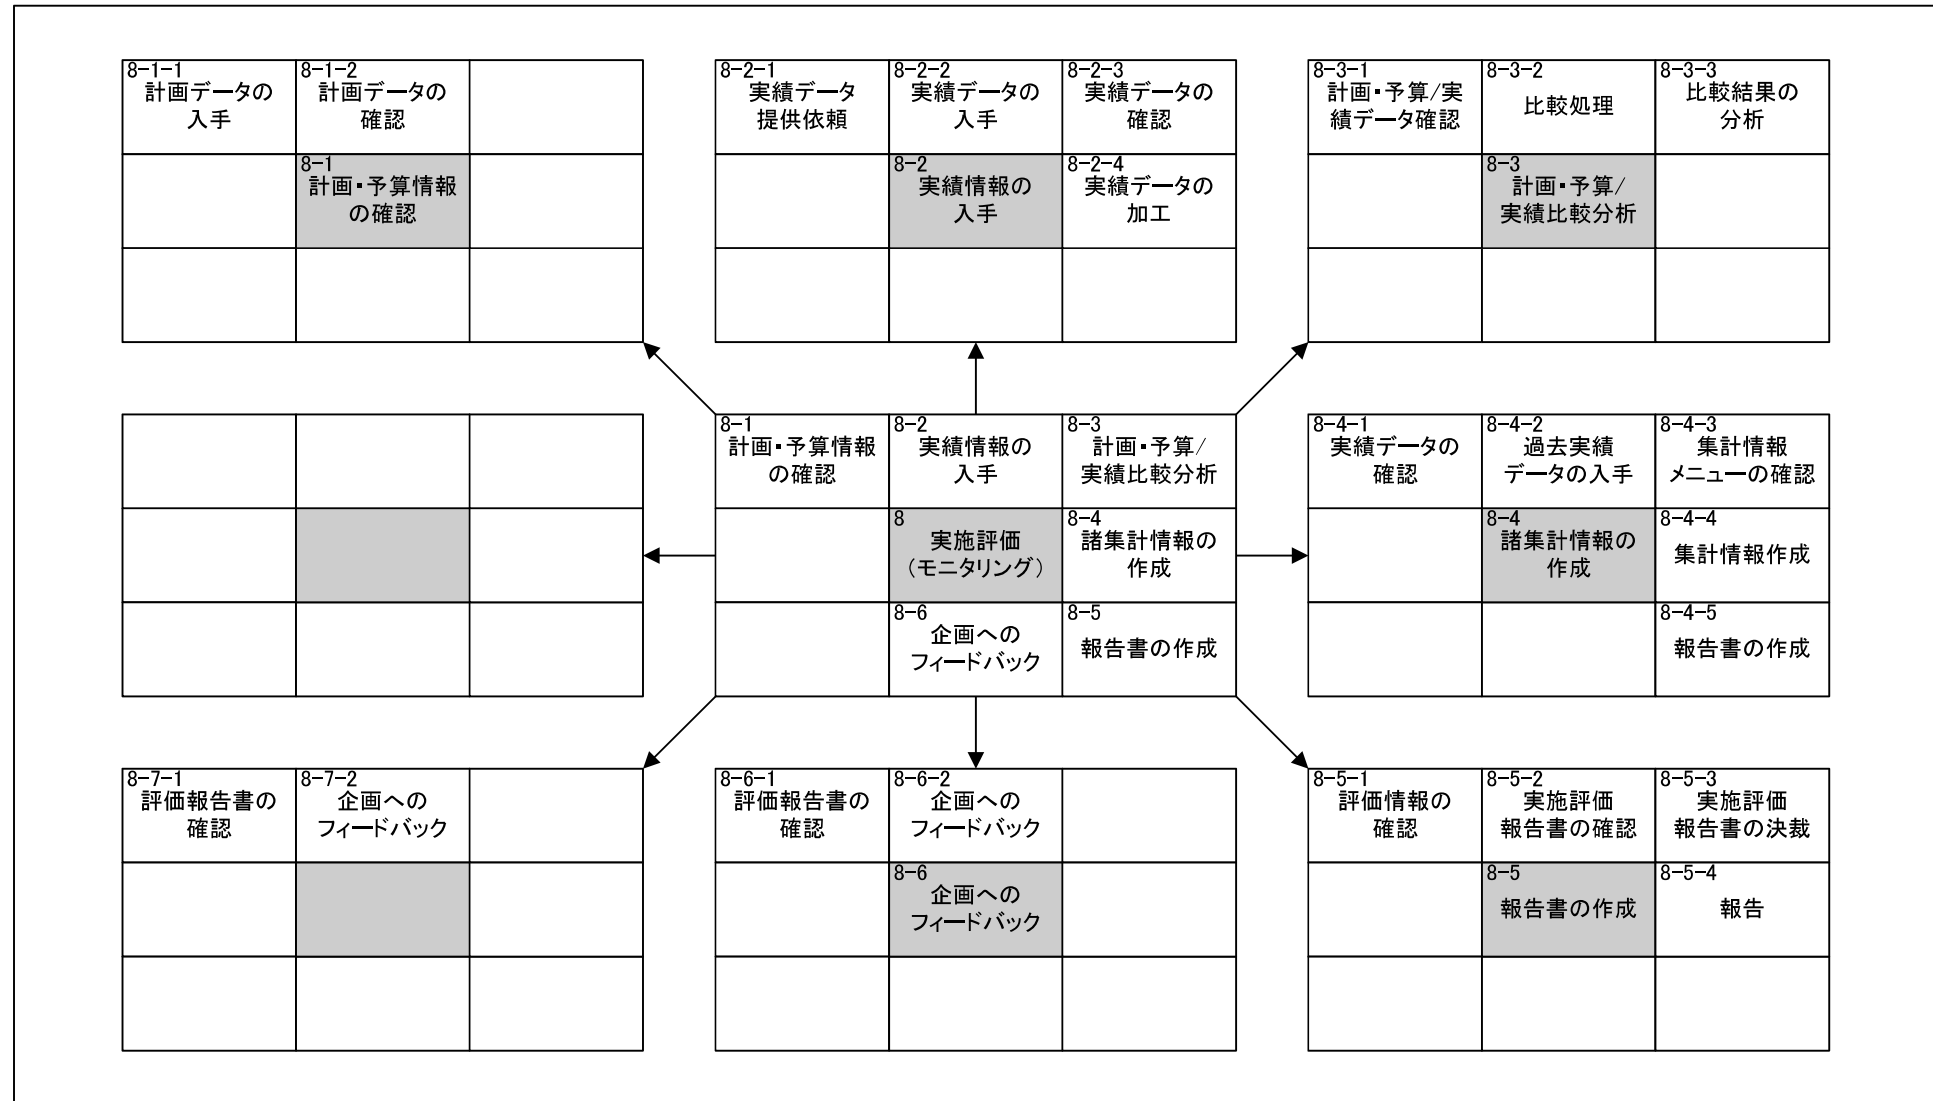 8-1-1
計画データの
入手
8-1-2
計画データの
確認
8-1
計画・予算情報
の確認
8-2-1
実績データ
提供依頼
8-2-2
実績データの
入手
8-2-3
実績データの
確認
8-2
実績情報の
入手
8-2-4
実績データの
加工
8-3-1
計画・予算/実
績データ確認
8-3-2
比較処理
8-3-3
比較結果の
分析
8-3
計画・予算/
実績比較分析
8-1
計画・予算情報
の確認
8-2
実績情報の
入手
8-3
計画・予算/
実績比較分析
8
実施評価
（モニタリング）
8-4
諸集計情報の
作成
8-6
企画への
フィードバック
8-5
報告書の作成
8-4-1
実績データの
確認
8-4-2
過去実績
データの入手
8-4-3
集計情報
メニューの確認
8-4
諸集計情報の
作成
8-4-4
集計情報作成
8-4-5
報告書の作成
8-7-1
評価報告書の
確認
8-7-2
企画への
フィードバック
8-6-1
評価報告書の
確認
8-6-2
企画への
フィードバック
8-6
企画への
フィードバック
8-5-1
評価情報の
確認
8-5-2
実施評価
報告書の確認
8-5-3
実施評価
報告書の決裁
8-5
報告書の作成
8-5-4
報告